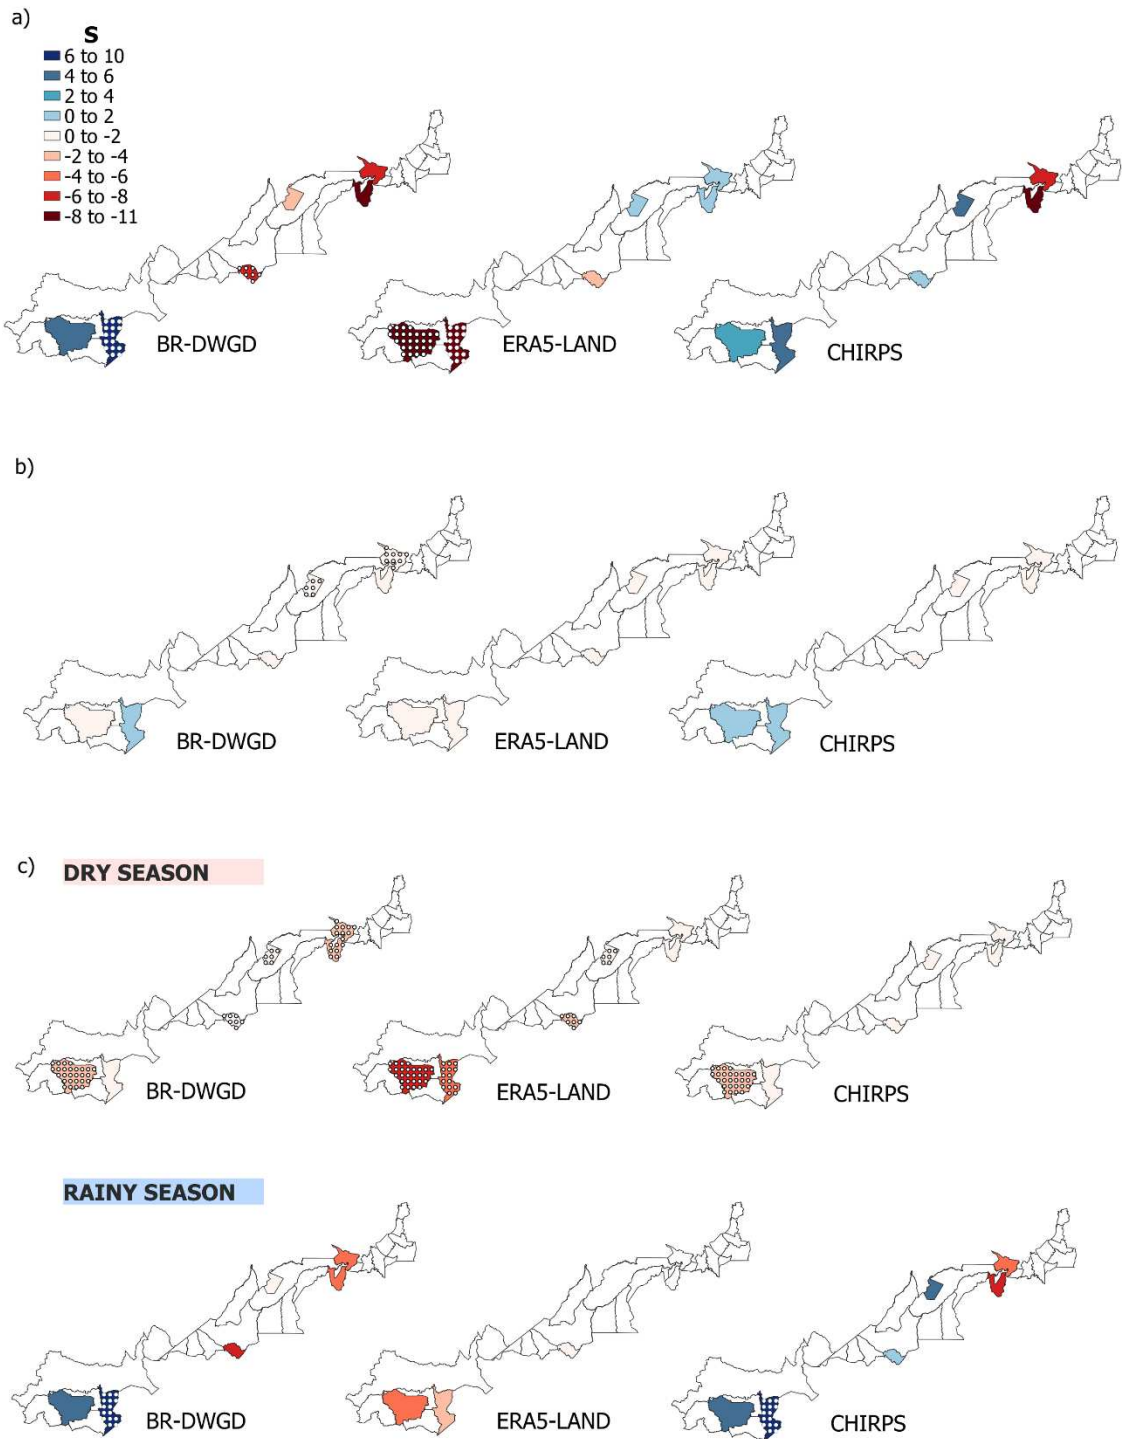 a)
S
6 to 10
4 to 6
2 to 4
0 to 2
0 to -2
-2 to -4
-4 to -6
-6 to -8
-8 to -11
BR-DWGD
ERA5-LAND
CHIRPS
b)
BR-DWGD
ERA5-LAND
CHIRPS
c)
DRY SEASON
BR-DWGD
ERA5-LAND
CHIRPS
RAINY SEASON
BR-DWGD
ERA5-LAND
CHIRPS